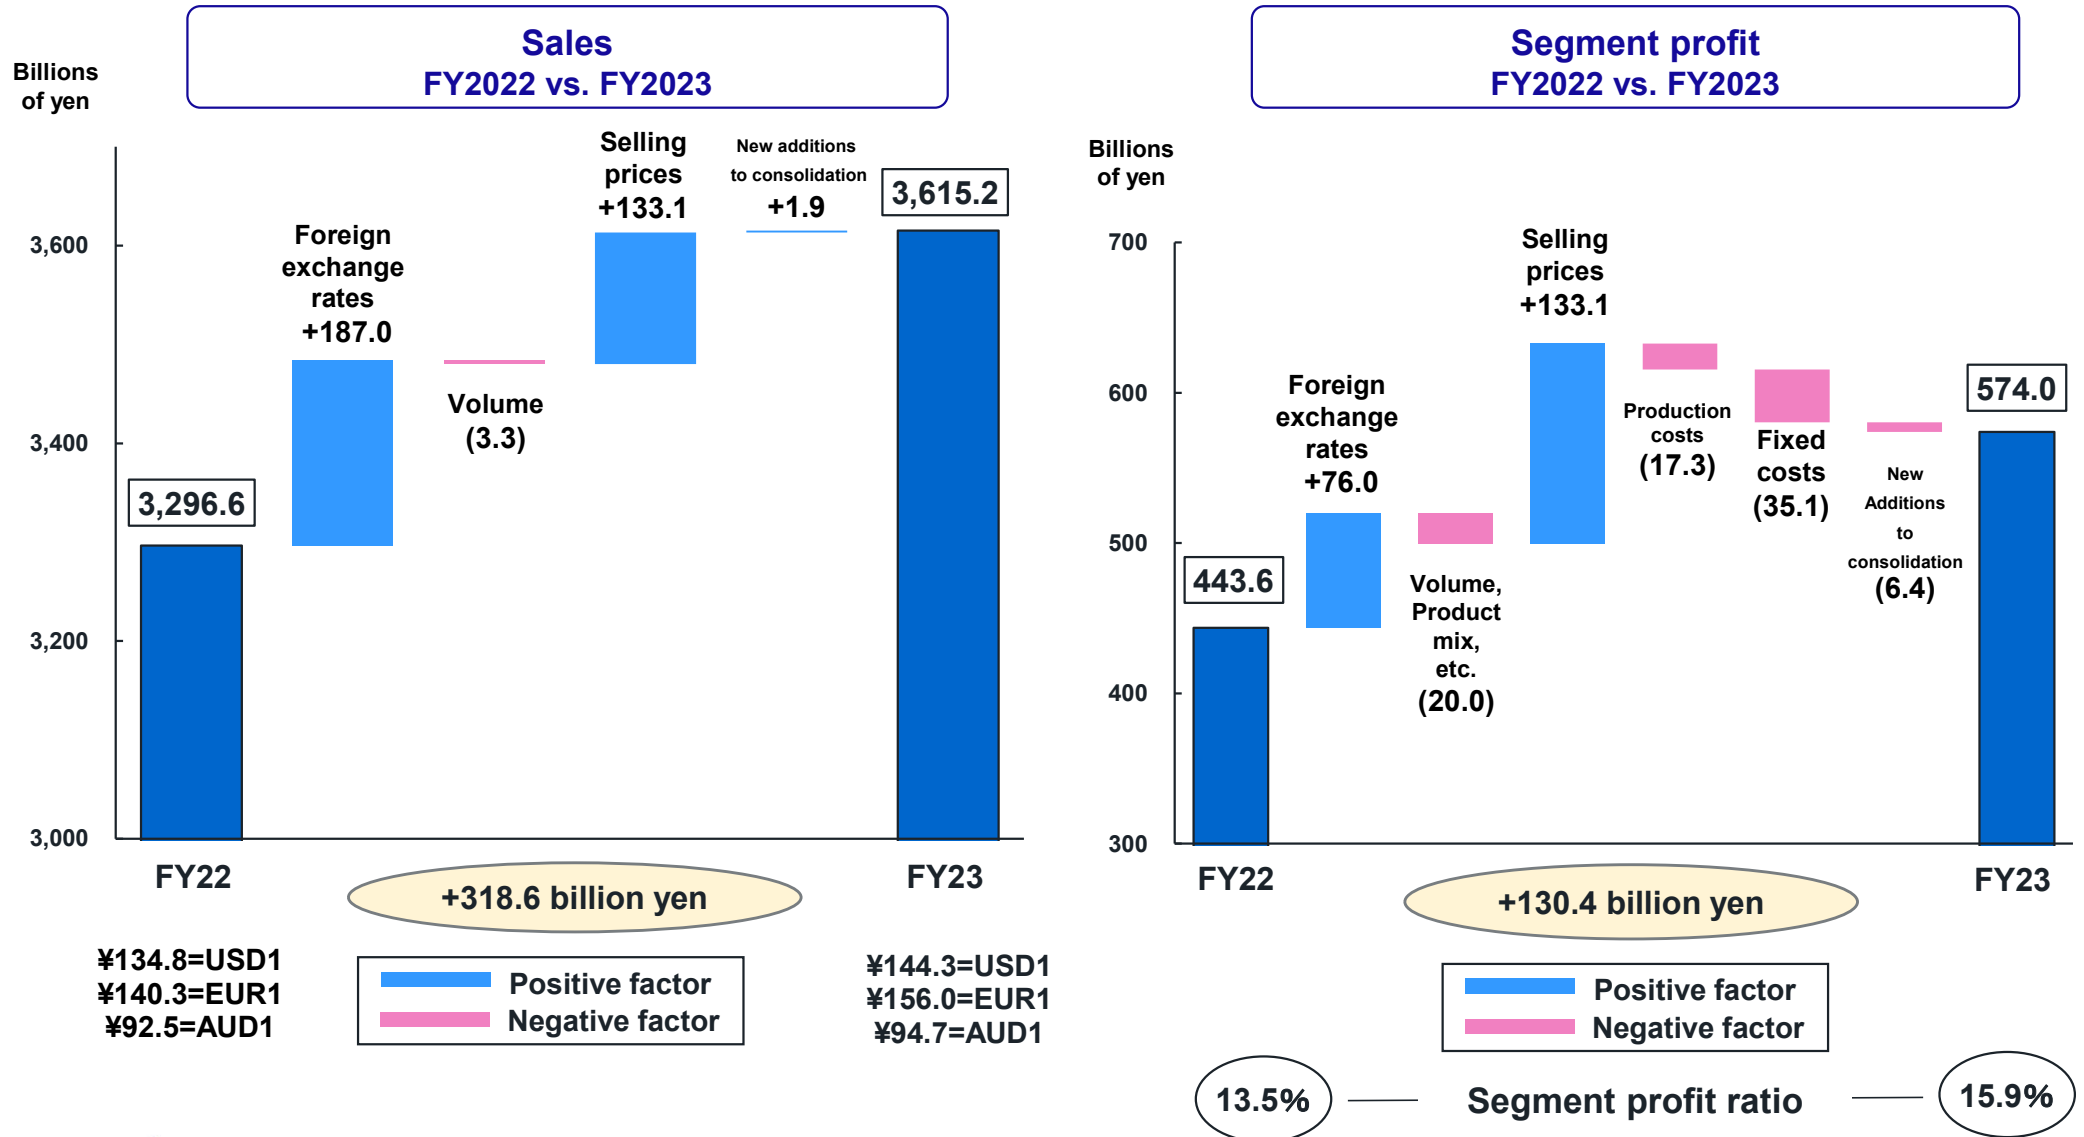 Sales
FY2022 vs. FY2023
Billions
of yen
3,600
3,400
3,200
3,000
3,296.6
Foreign
exchange
rates
+187.0
Volume
(3.3)
Selling
prices
+133.1
New additions
to consolidation
+1.9
3,615.2
FY22
FY23
+318.6 billion yen
¥134.8=USD1
¥140.3=EUR1
¥92.5=AUD1
Positive factor
Negative factor
¥144.3=USD1
¥156.0=EUR1
¥94.7=AUD1
Segment profit
FY2022 vs. FY2023
Billions
of yen
700
600
500
400
300
443.6
Foreign
exchange
rates
+76.0
Volume,
Product
mix,
etc.
(20.0)
Selling
prices
+133.1
Production
costs
(17.3)
Fixed
costs
(35.1)
New
Additions
to
consolidation
(6.4)
574.0
FY22
FY23
+130.4 billion yen
Positive factor
Negative factor
13.5%
Segment profit ratio
15.9%